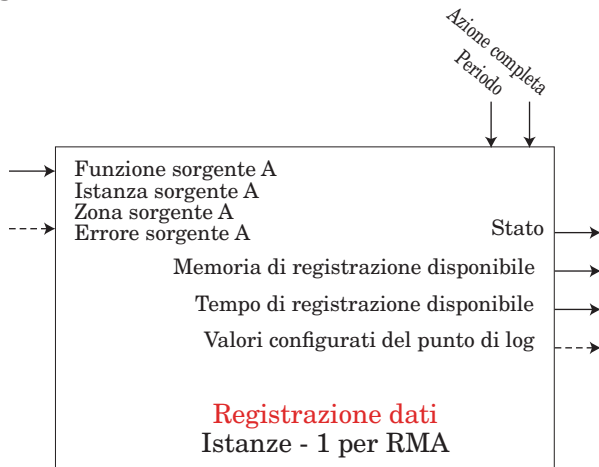 Azione completa
Periodo
Funzione sorgente A
Istanza sorgente A
Zona sorgente A
Errore sorgente A
Stato
Memoria di registrazione disponibile
Tempo di registrazione disponibile
Valori configurati del punto di log
Registrazione dati
Istanze - 1 per RMA